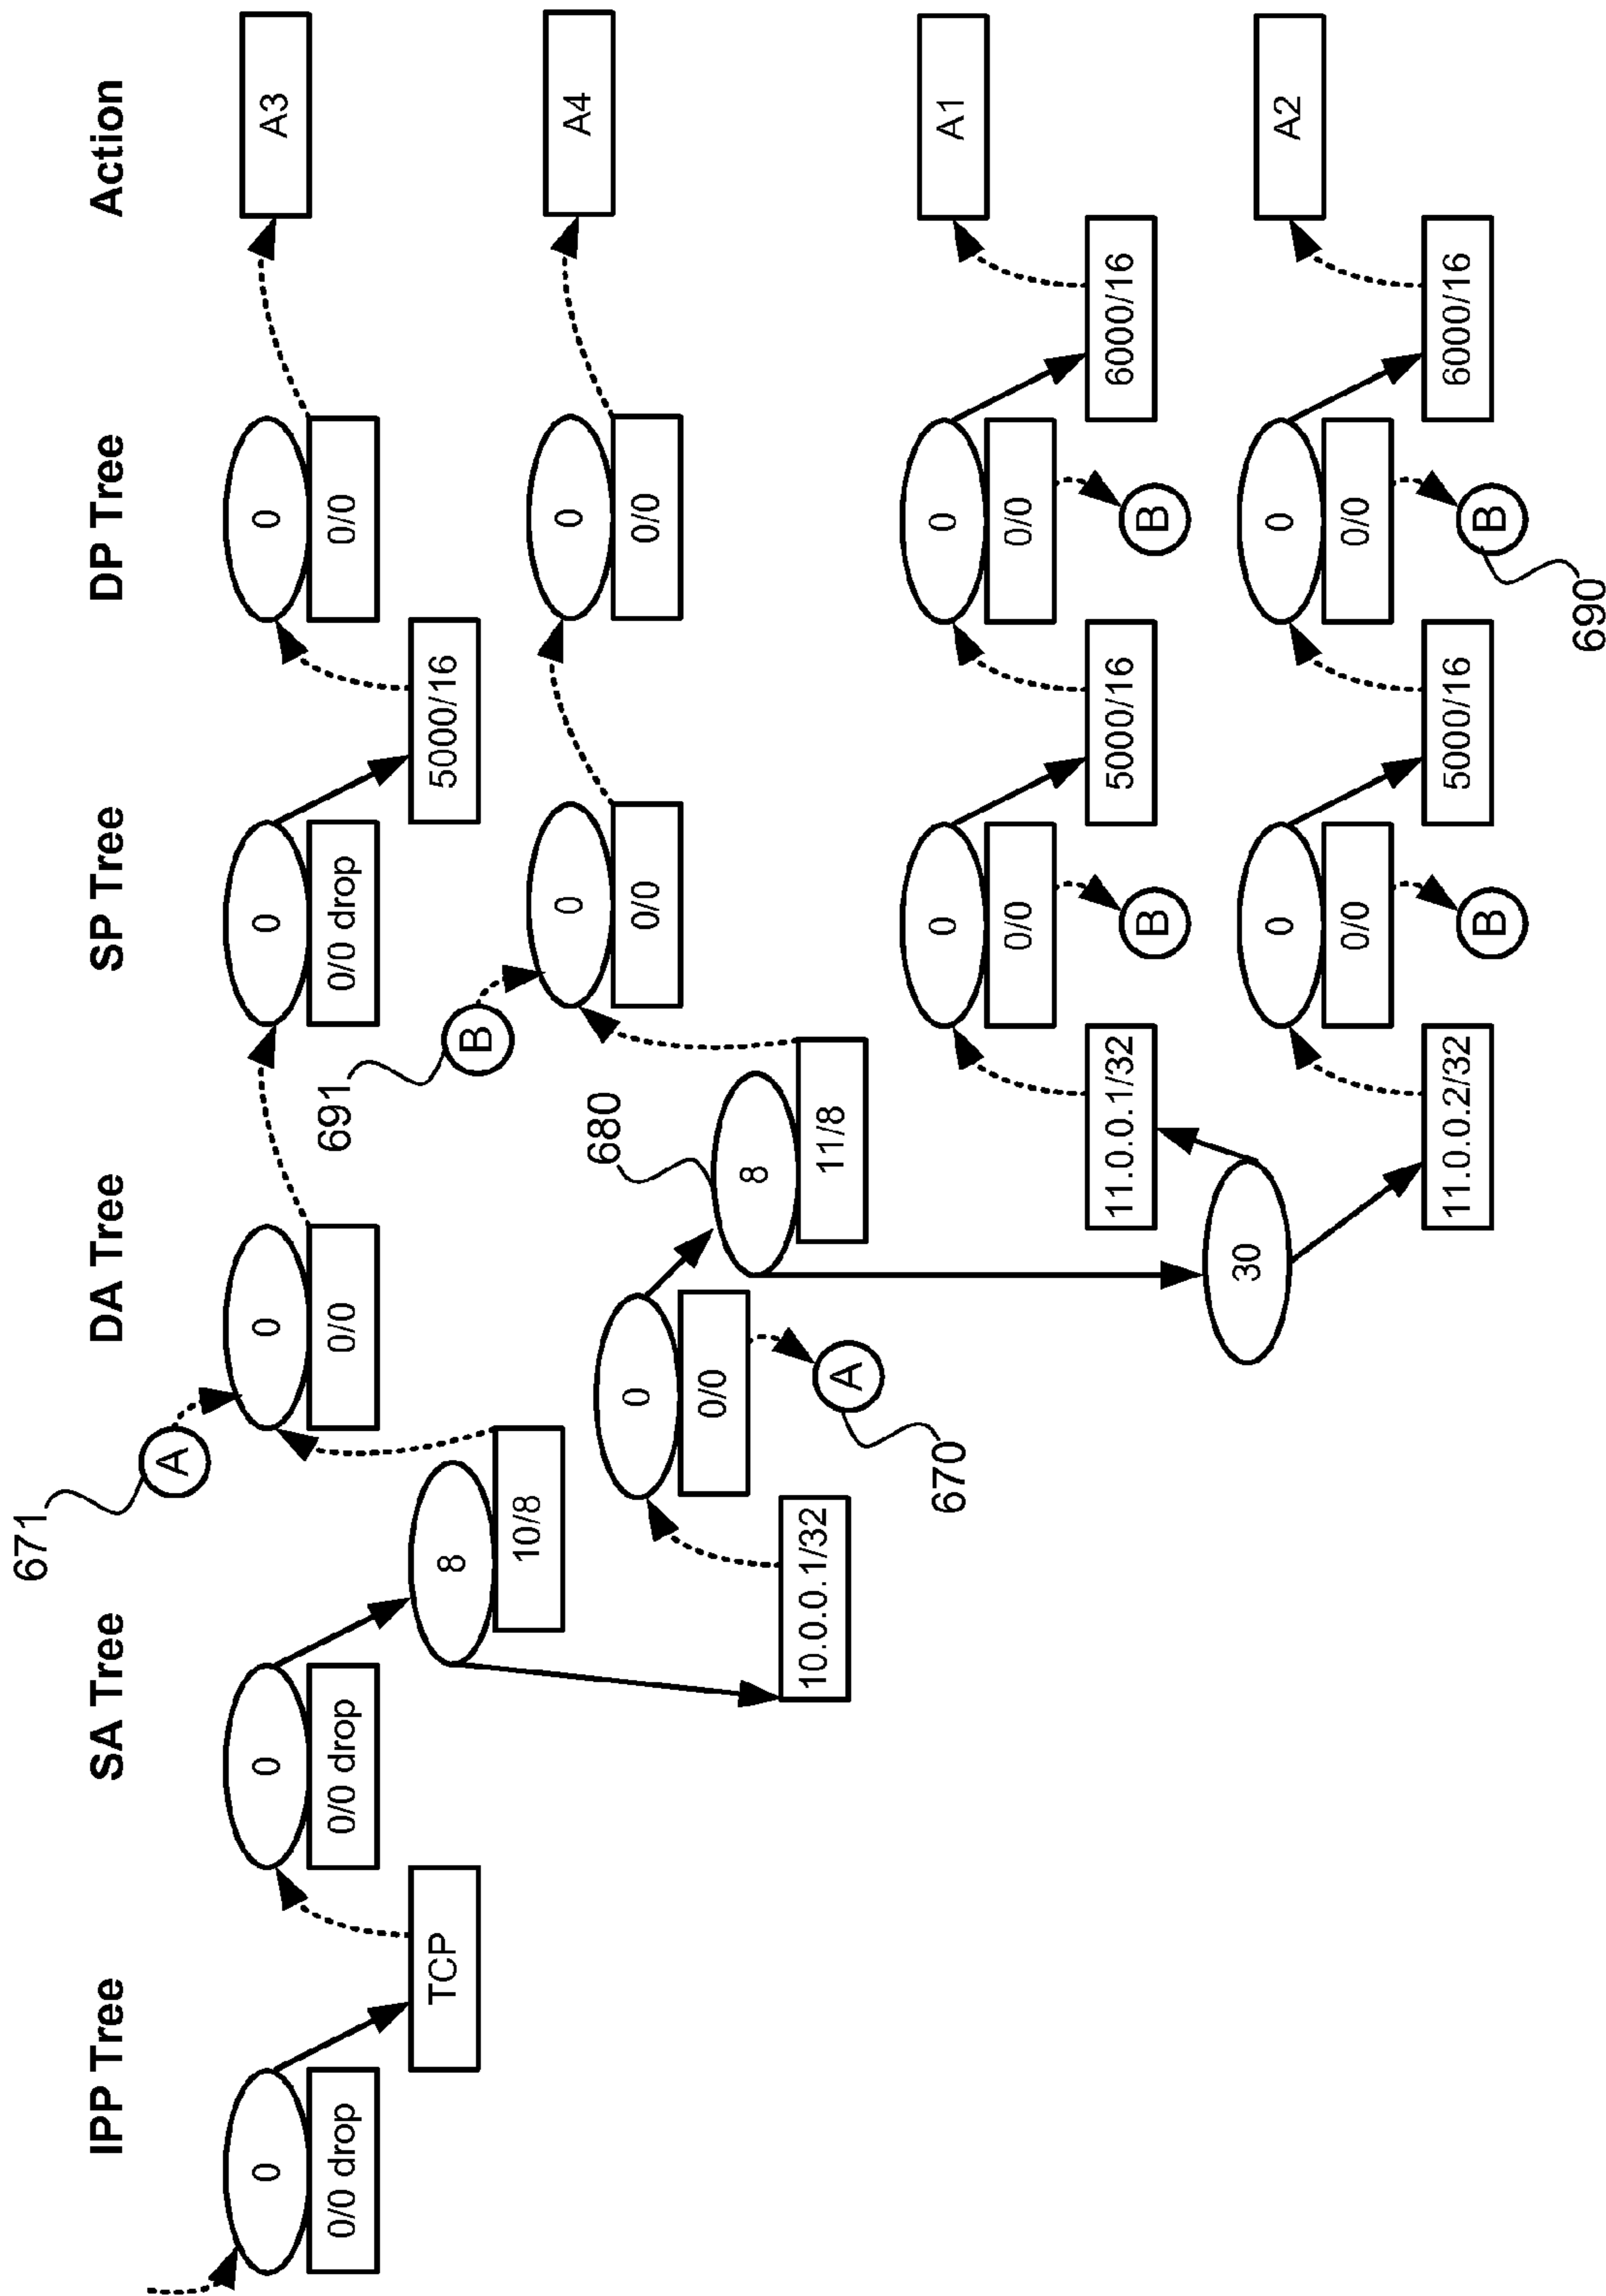 IPP Tree
SA Tree
DA Tree
SP Tree
DP Tree
Action
671
A
0
0/0 drop
0
0/0 drop
0
0/0
0
0/0 drop
0
0/0
A3
TCP
8
10/8
691
B
5000/16
0
0/0
0
0/0
A4
10.0.0.1/32
0
0/0
680
8
11/8
A
670
30
11.0.0.1/32
0
0/0
B
5000/16
0
0/0
B
6000/16
A1
11.0.0.2/32
0
0/0
B
5000/16
0
0/0
B
690
6000/16
A2